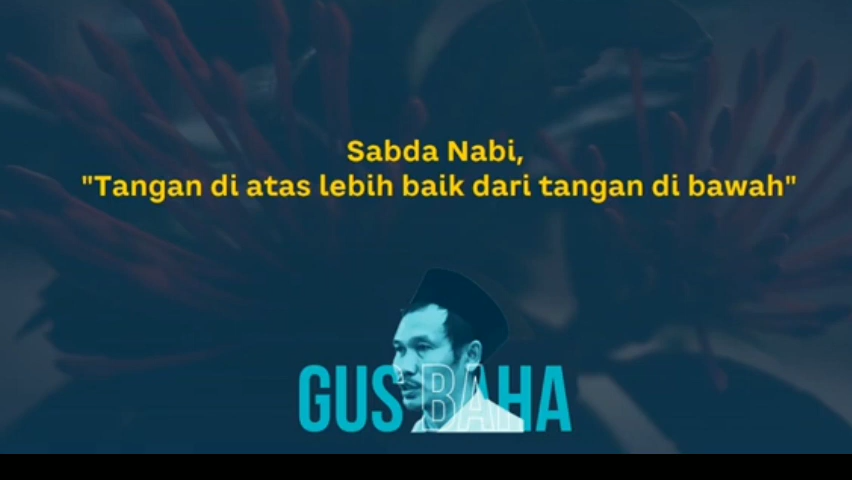 Sabda Nabi,
"Tangan di atas lebih baik dari tangan di bawah"
GUS BAHA